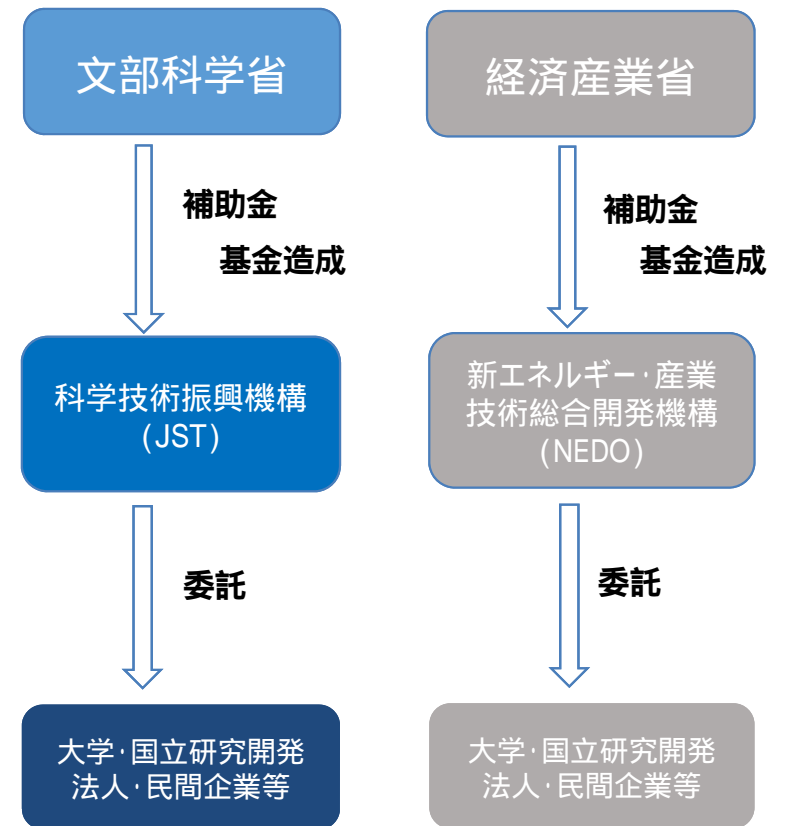 文部科学省
補助金
基金造成
科学技術振興機構
(JST)
委託
大学・国立研究開発
法人・民間企業等
経済産業省
補助金
基金造成
新エネルギー・産業
技術総合開発機構
(NEDO)
委託
大学・国立研究開発
法人・民間企業等